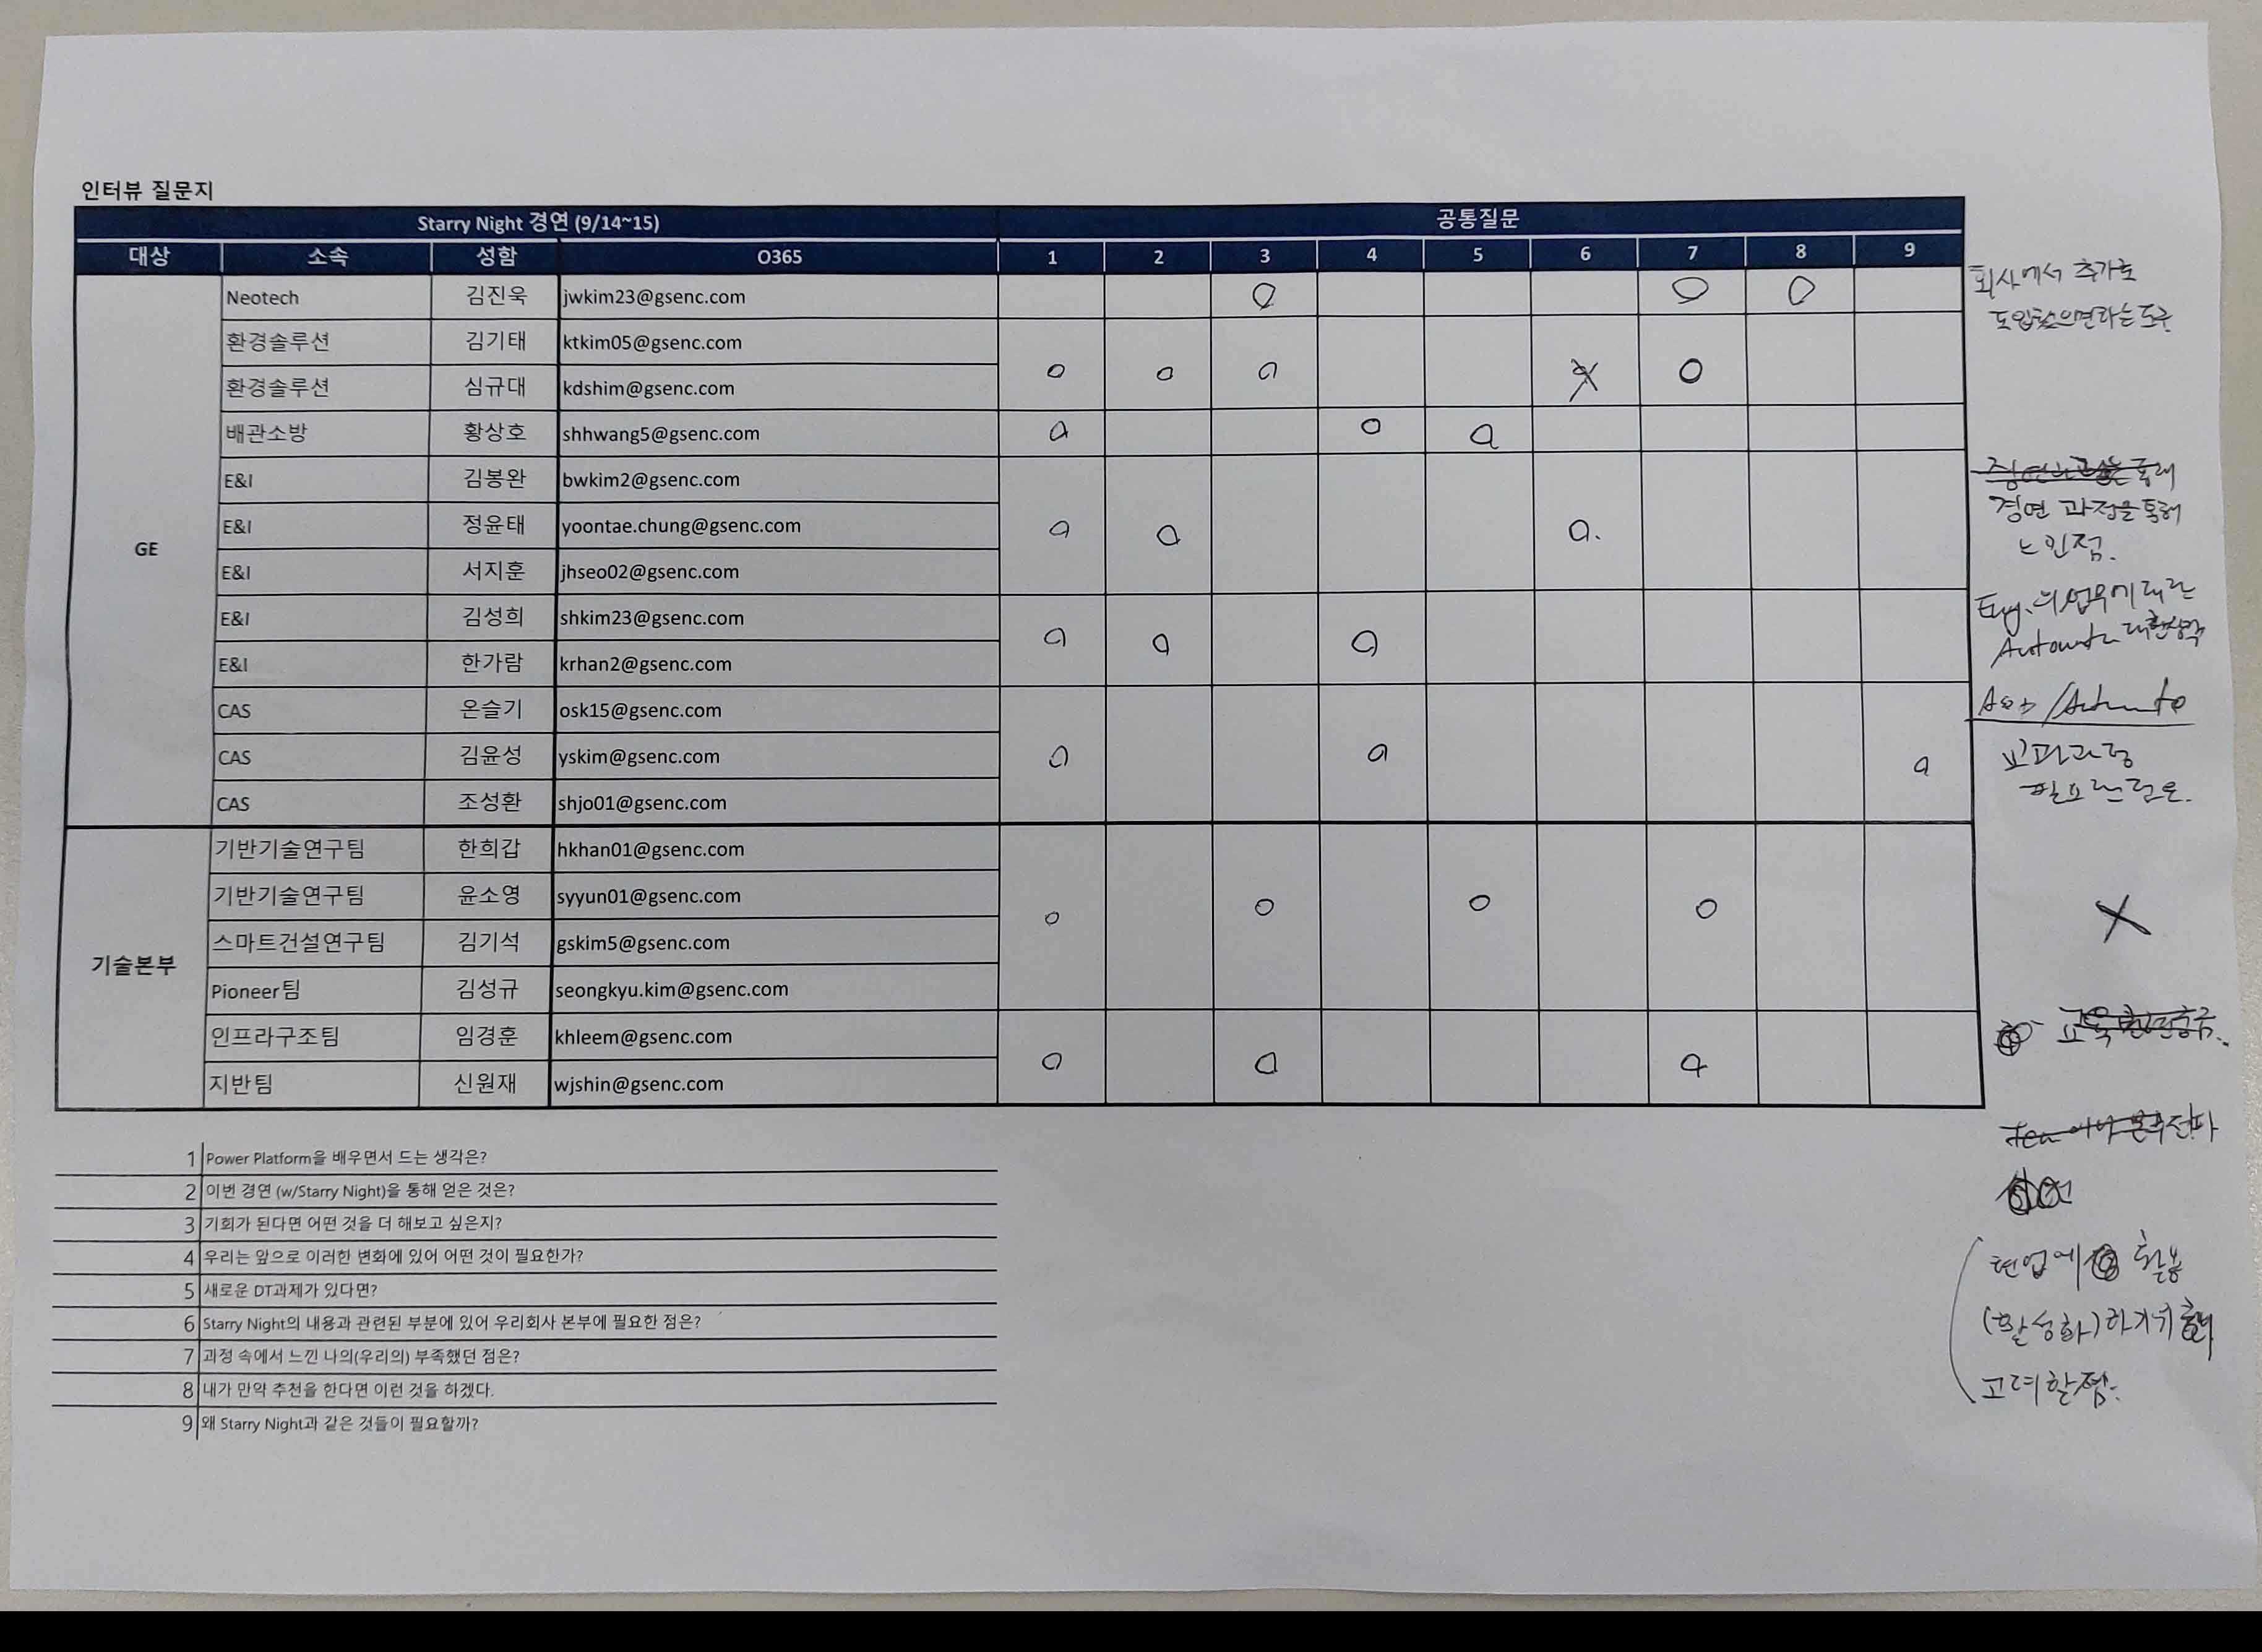 인터뷰 질문지
Starry Night 경연 (9/14~15) 공통질문
대상 소속 성함 O365 1 2 3 4 5 6 7 8 9
Neotech 김진욱 jwkim23@gsenc.com O O O
회사에서 추가로
도입했으면하는도구
환경솔루션 김기태 ktkim05@gsenc.com
환경솔루션 심규대 kdshim@gsenc.com O O O O
배관소방 황상호 shhwang5@gsenc.com O O O
E&I 김봉완 bwkim2@gsenc.com
통해
경연 과정을 통해
느낀점.
GE
E&I 정윤태 yoontae.chung@gsenc.com O O O.
E&I 서지훈 jhseo02@gsenc.com
Eng. 의 업무에 대한
E&I 김성희 shkim23@gsenc.com O O O
E&I 한가람 krhan2@gsenc.com
CAS 온슬기 osk15@gsenc.com
CAS 김윤성 yskim@gsenc.com O O O
교과과정
CAS 조성환 shjo01@gsenc.com
기반기술연구팀 한희갑 hkhan01@gsenc.com
기반기술연구팀 윤소영 syyun01@gsenc.com O O O O X
스마트건설연구팀 김기석 gskim5@gsenc.com
기술본부
Pioneer팀 김성규 seongkyu.kim@gsenc.com
인프라구조팀 임경훈 khleem@gsenc.com
지반팀 신원재 wjshin@gsenc.com O O O
1 Power Platform을 배우면서 드는 생각은?
2 이번 경연 (w/Starry Night)을 통해 얻은 것은?
3 기회가 된다면 어떤 것을 더 해보고 싶은지?
4 우리는 앞으로 이러한 변화에 있어 어떤 것이 필요한가?
5 새로운 DT과제가 있다면?
6 Starry Night의 내용과 관련된 부분에 있어 우리회사 본부에 필요한 점은?
7 과정 속에서 느낀 나의(우리의) 부족했던 점은?
8 내가 만약 추천을 한다면 이런 것을 하겠다.
9 왜 Starry Night과 같은 것들이 필요할까?
현업에 활용
(활성화)하기위해
고려할점.